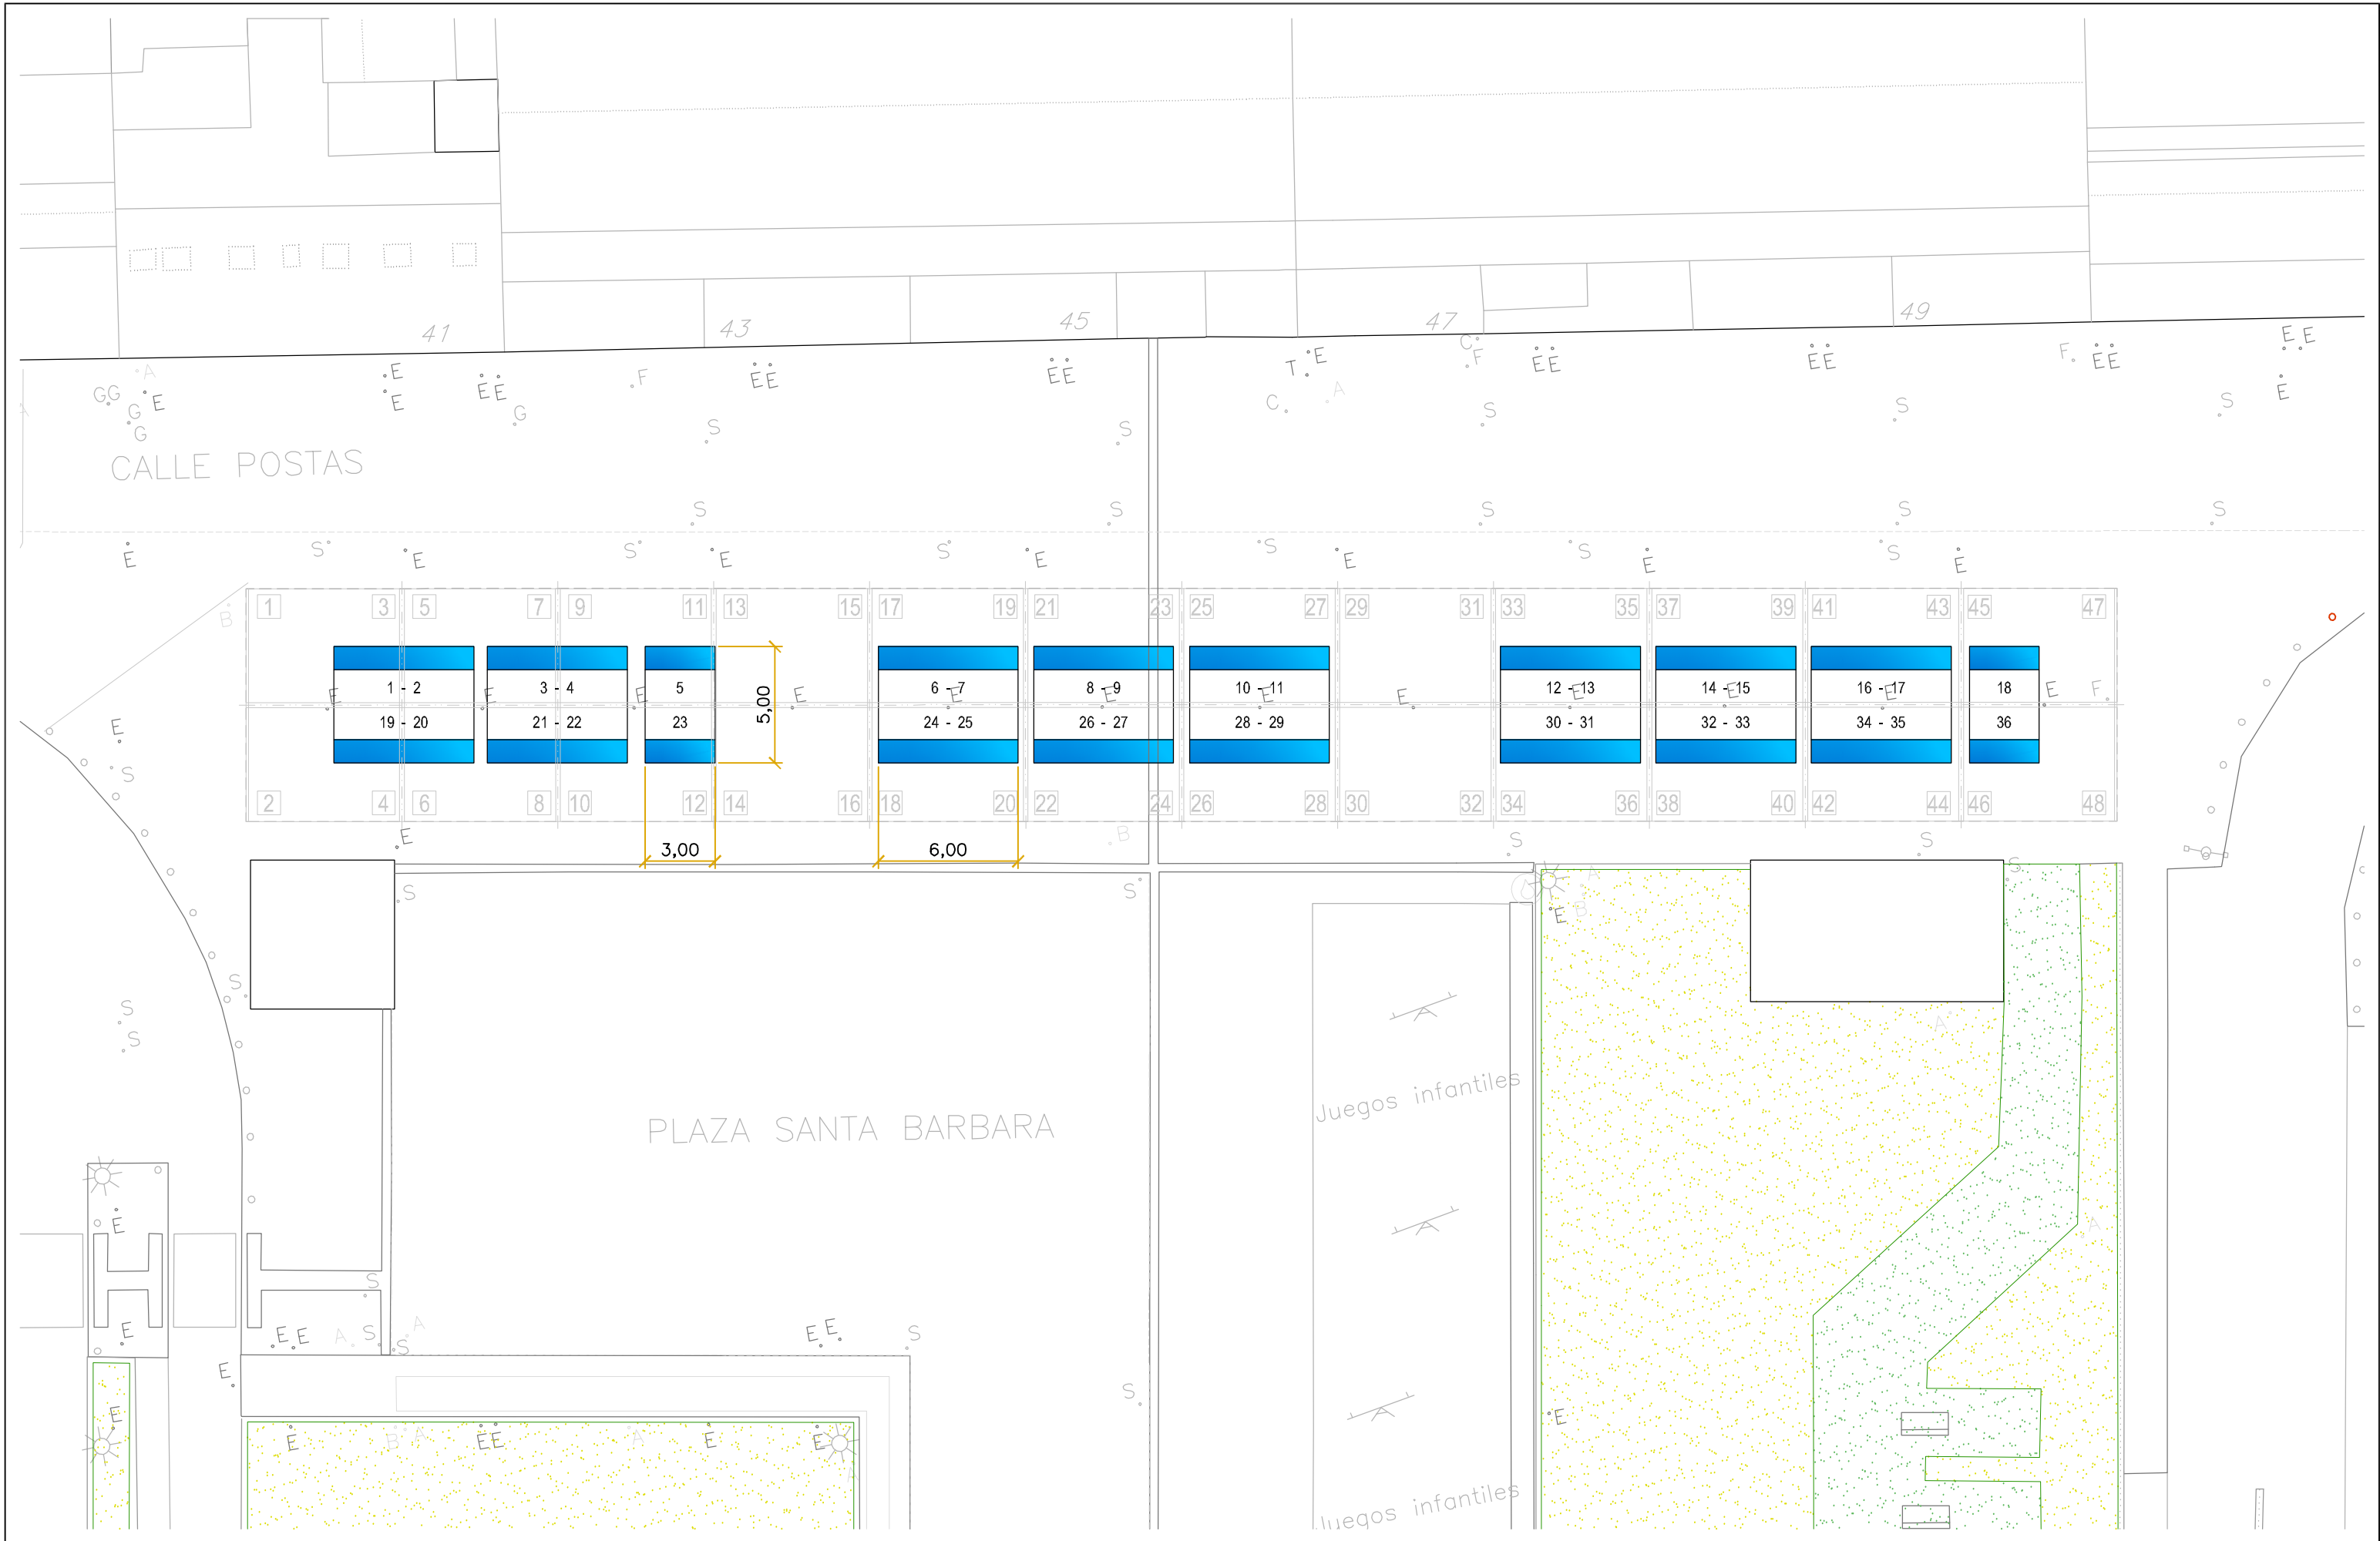 41 43 45 47 49
C F
T E
E E E E E E E E E E E E E E
A F F A
GG G G E E
G C S S S S S
CALLE POSTAS
S S S S S
E S E S E S E S E S E S E
1 3 5 7 9 11 13 15 17 19 21 23 25 27 29 31 33 35 37 39 41 43 45 47
B
1 - 2 3 - 4 5 6 - 7 8 - 9 10 - 11 12 - 13 14 - 15 16 - 17 18
E E E E E E E E E E E E F
5,00
19 - 20 21 - 22 23 24 - 25 26 - 27 28 - 29 30 - 31 32 - 33 34 - 35 36
E
S
2 4 6 8 10 12 14 16 18 20 22 24 26 28 30 32 34 36 38 40 42 44 46 48
E B S S
3,00 6,00
S S A S
E B
S
S A
S
Juegos infantiles
PLAZA SANTA BARBARA
E A
S
E E E A S A S E E S
E S
E E B A E E A E E E
A
Juegos infantiles